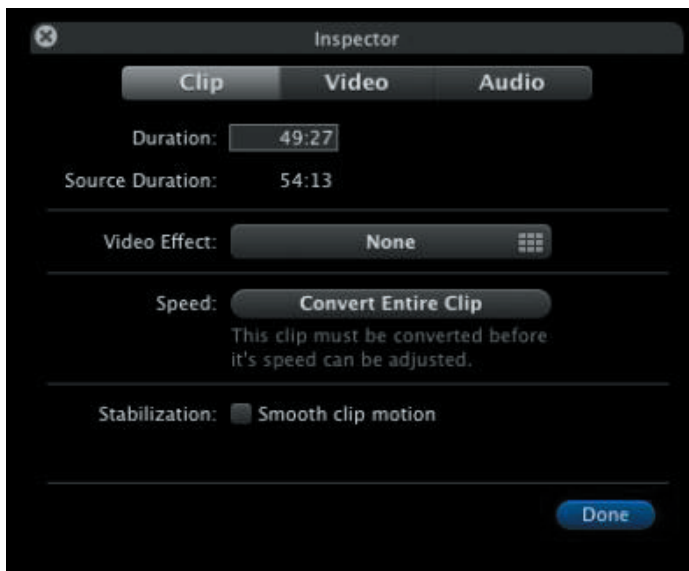 Inspector
Clip Video Audio
Duration: 49:27
Source Duration: 54:13
Video Effect: None
Speed: Convert Entire Clip
This clip must be converted before
it's speed can be adjusted.
Stabilization: Smooth clip motion
Done